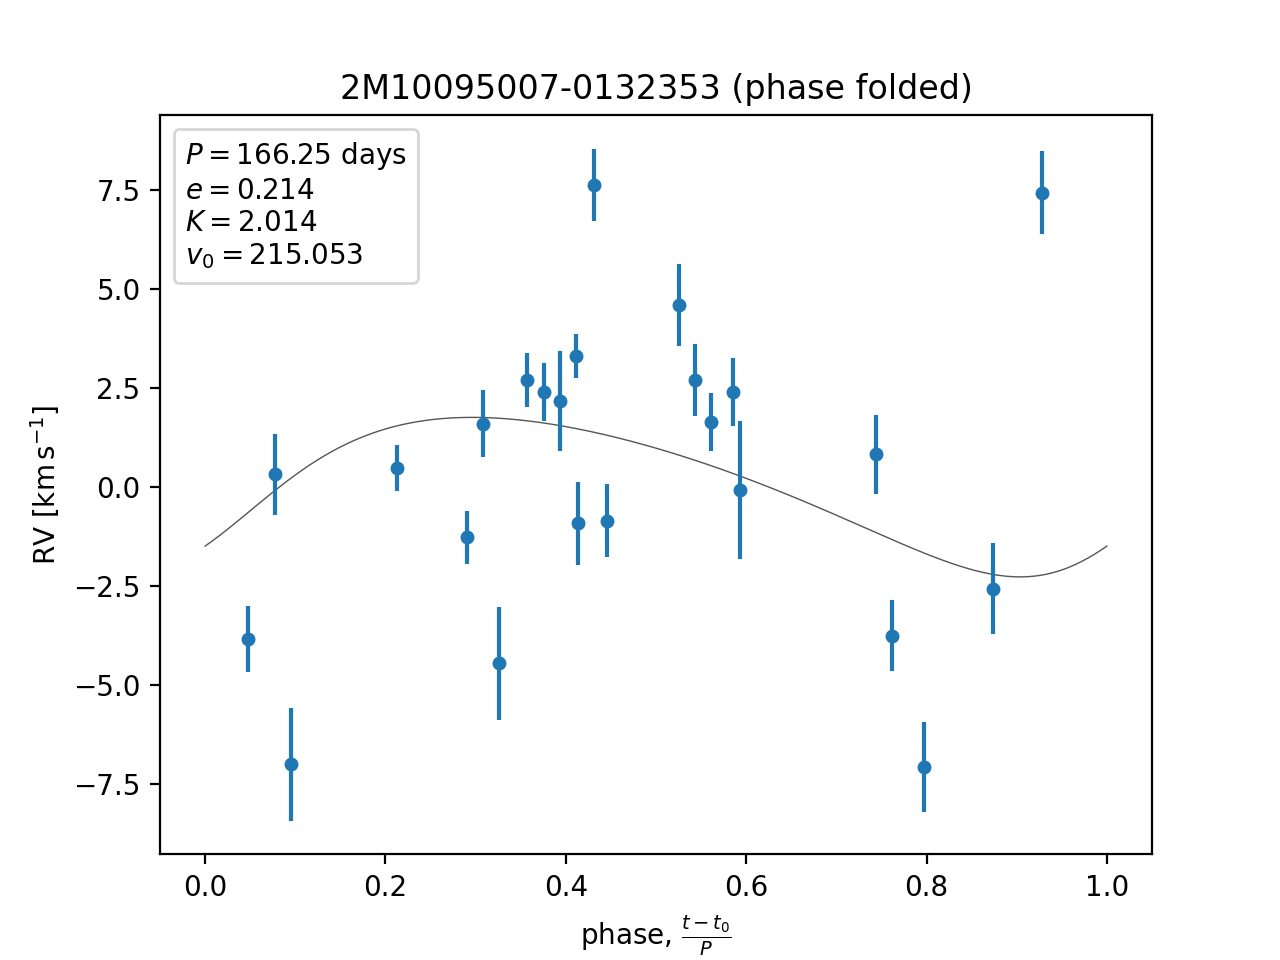 2M10095007-0132353 (phase folded)
P = 166.25 days
e = 0.214
K = 2.014
v₀ = 215.053
RV [km s⁻¹]
7.5
5.0
2.5
0.0
−2.5
−5.0
−7.5
0.0 0.2 0.4 0.6 0.8 1.0
phase, (t − t₀)/P